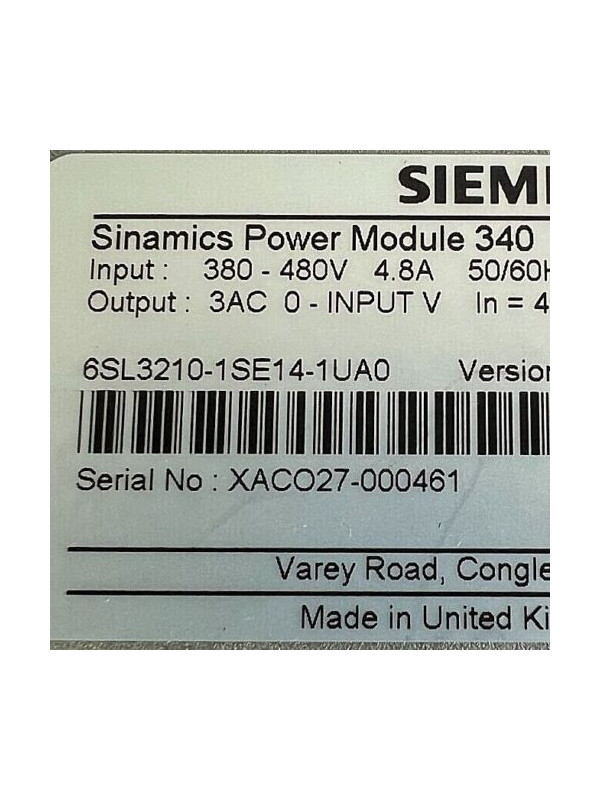 SIEM
Sinamics Power Module 340
Input : 380 - 480V 4.8A 50/60H
Output : 3AC 0 - INPUT V In = 4
6SL3210-1SE14-1UA0 Version
Serial No : XACO27-000461
Varey Road, Congle
Made in United Ki